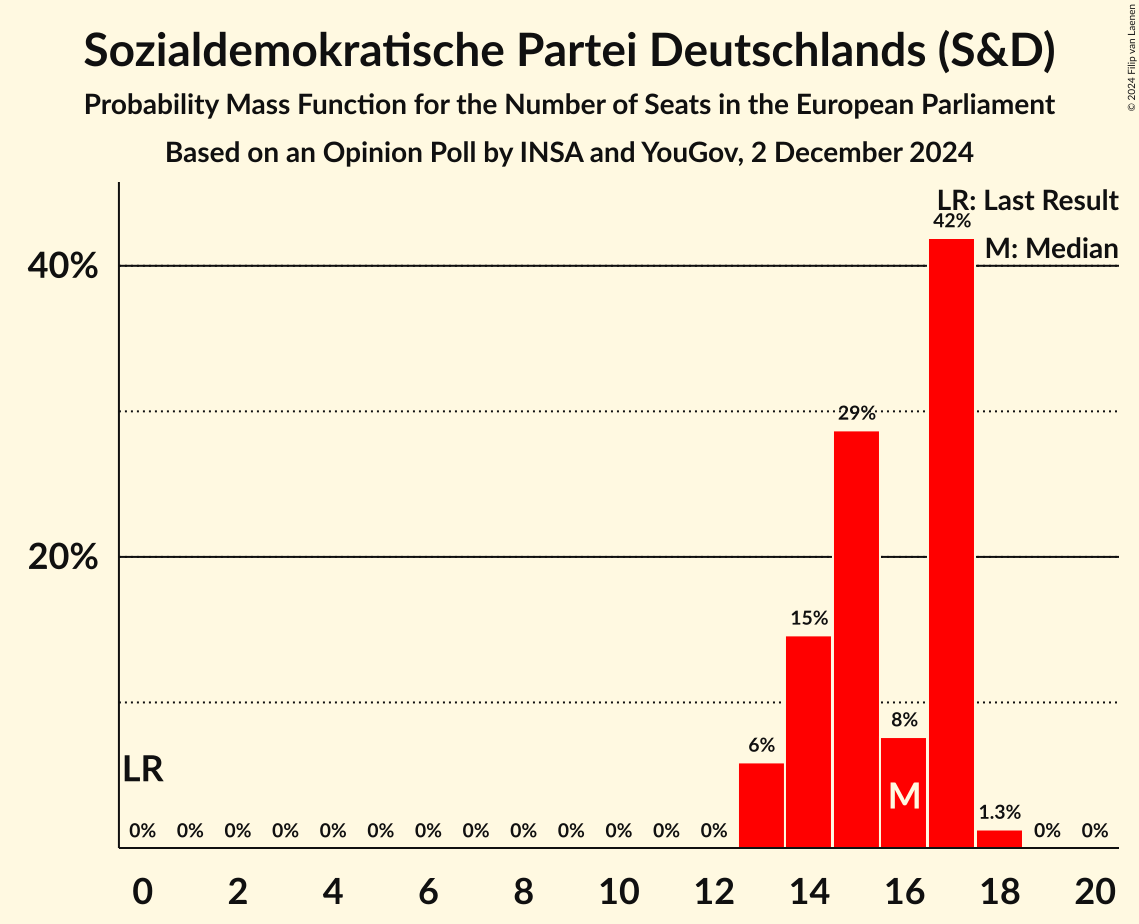 Sozialdemokratische Partei Deutschlands (S&D)
Probability Mass Function for the Number of Seats in the European Parliament
Based on an Opinion Poll by INSA and YouGov, 2 December 2024
© 2024 Filip van Laenen
LR: Last Result
M: Median
42%
40%
29%
20%
15%
8%
6%
LR
M
1.3%
0% 0% 0% 0% 0% 0% 0% 0% 0% 0% 0% 0% 0% 0% 0%
0 2 4 6 8 10 12 14 16 18 20